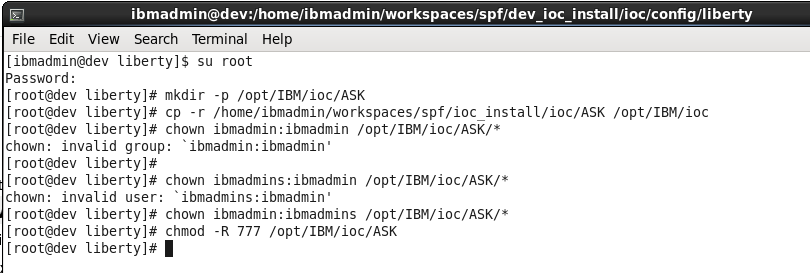 ibmadmin@dev:/home/ibmadmin/workspaces/spf/dev_ioc_install/ioc/config/liberty
File Edit View Search Terminal Help
[ibmadmin@dev liberty]$ su root
Password:
[root@dev liberty]# mkdir -p /opt/IBM/ioc/ASK
[root@dev liberty]# cp -r /home/ibmadmin/workspaces/spf/ioc_install/ioc/ASK /opt/IBM/ioc
[root@dev liberty]# chown ibmadmin:ibmadmin /opt/IBM/ioc/ASK/*
chown: invalid group: `ibmadmin:ibmadmin'
[root@dev liberty]#
[root@dev liberty]# chown ibmadmins:ibmadmin /opt/IBM/ioc/ASK/*
chown: invalid user: `ibmadmins:ibmadmin'
[root@dev liberty]# chown ibmadmin:ibmadmins /opt/IBM/ioc/ASK/*
[root@dev liberty]# chmod -R 777 /opt/IBM/ioc/ASK
[root@dev liberty]#